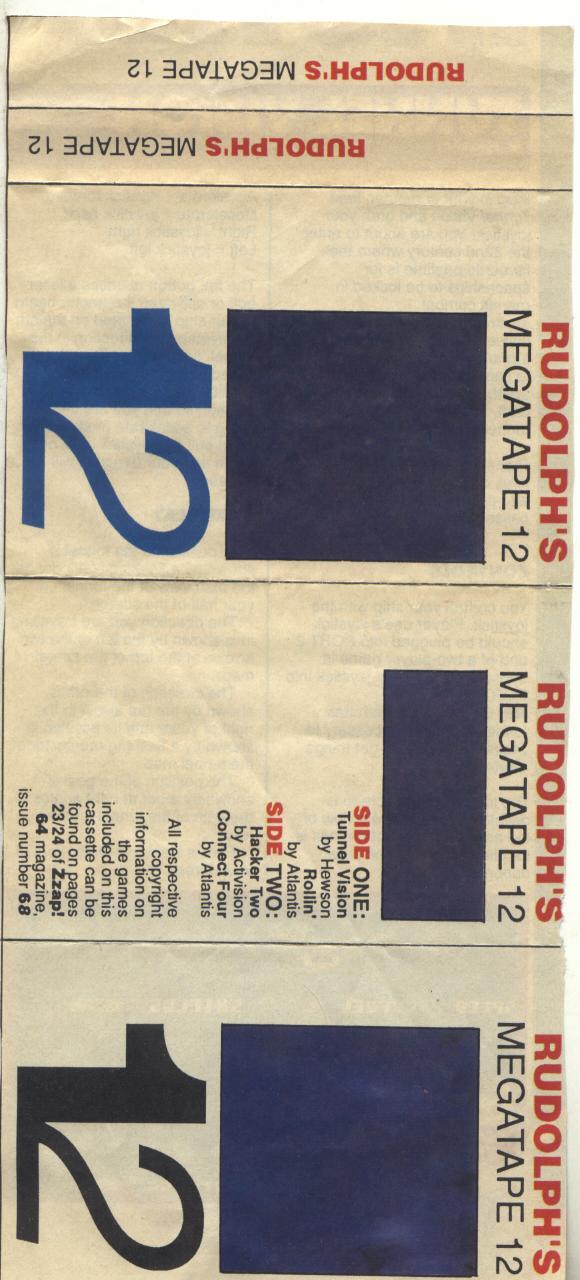 RUDOLPH'S MEGATAPE 12
RUDOLPH'S MEGATAPE 12
RUDOLPH'S
MEGATAPE 12
12
RUDOLPH'S
MEGATAPE 12
SIDE ONE:
Tunnel Vision
by Hewson
Rollin'
by Atlantis
SIDE TWO:
Hacker Two
by Activision
Connect Four
by Atlantis
All respective
copyright
information on
the games
included on this
cassette can be
found on pages
23/24 of Zzap!
64 magazine,
issue number 68
RUDOLPH'S
MEGATAPE 12
12